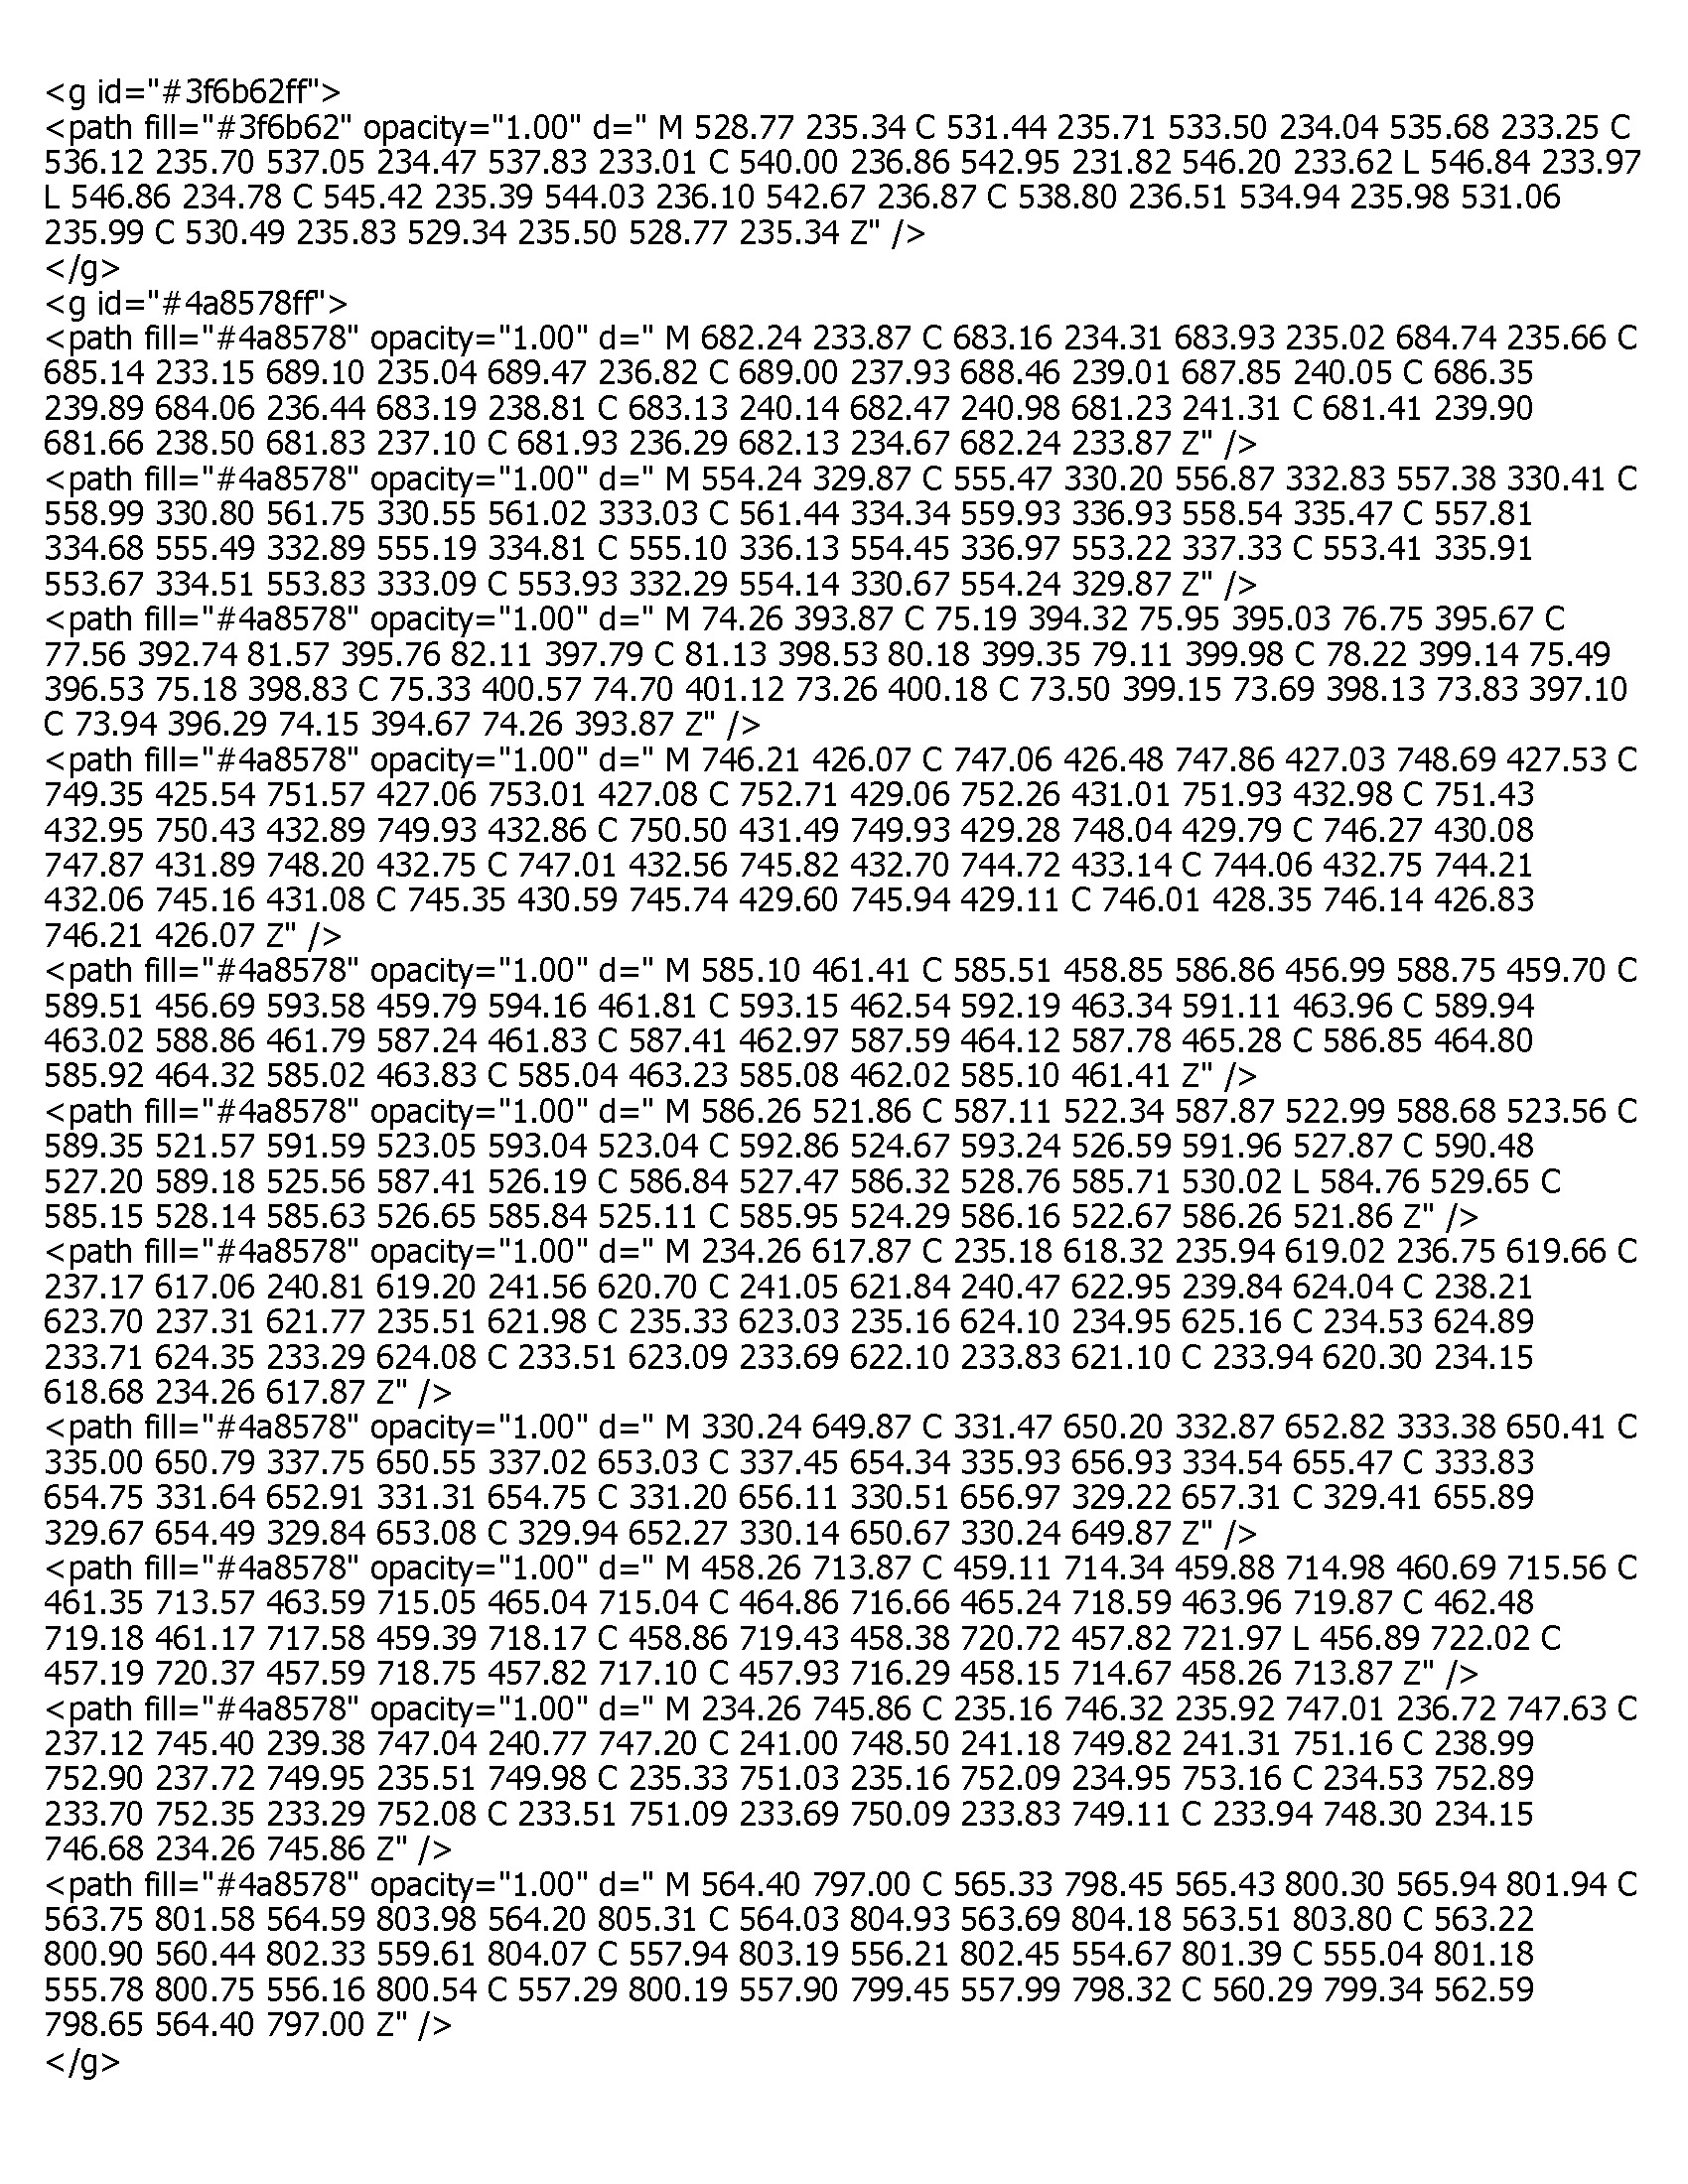 <g id="#3f6b62ff">
<path fill="#3f6b62" opacity="1.00" d=" M 528.77 235.34 C 531.44 235.71 533.50 234.04 535.68 233.25 C
536.12 235.70 537.05 234.47 537.83 233.01 C 540.00 236.86 542.95 231.82 546.20 233.62 L 546.84 233.97
L 546.86 234.78 C 545.42 235.39 544.03 236.10 542.67 236.87 C 538.80 236.51 534.94 235.98 531.06
235.99 C 530.49 235.83 529.34 235.50 528.77 235.34 Z" />
</g>
<g id="#4a8578ff">
<path fill="#4a8578" opacity="1.00" d=" M 682.24 233.87 C 683.16 234.31 683.93 235.02 684.74 235.66 C
685.14 233.15 689.10 235.04 689.47 236.82 C 689.00 237.93 688.46 239.01 687.85 240.05 C 686.35
239.89 684.06 236.44 683.19 238.81 C 683.13 240.14 682.47 240.98 681.23 241.31 C 681.41 239.90
681.66 238.50 681.83 237.10 C 681.93 236.29 682.13 234.67 682.24 233.87 Z" />
<path fill="#4a8578" opacity="1.00" d=" M 554.24 329.87 C 555.47 330.20 556.87 332.83 557.38 330.41 C
558.99 330.80 561.75 330.55 561.02 333.03 C 561.44 334.34 559.93 336.93 558.54 335.47 C 557.81
334.68 555.49 332.89 555.19 334.81 C 555.10 336.13 554.45 336.97 553.22 337.33 C 553.41 335.91
553.67 334.51 553.83 333.09 C 553.93 332.29 554.14 330.67 554.24 329.87 Z" />
<path fill="#4a8578" opacity="1.00" d=" M 74.26 393.87 C 75.19 394.32 75.95 395.03 76.75 395.67 C
77.56 392.74 81.57 395.76 82.11 397.79 C 81.13 398.53 80.18 399.35 79.11 399.98 C 78.22 399.14 75.49
396.53 75.18 398.83 C 75.33 400.57 74.70 401.12 73.26 400.18 C 73.50 399.15 73.69 398.13 73.83 397.10
C 73.94 396.29 74.15 394.67 74.26 393.87 Z" />
<path fill="#4a8578" opacity="1.00" d=" M 746.21 426.07 C 747.06 426.48 747.86 427.03 748.69 427.53 C
749.35 425.54 751.57 427.06 753.01 427.08 C 752.71 429.06 752.26 431.01 751.93 432.98 C 751.43
432.95 750.43 432.89 749.93 432.86 C 750.50 431.49 749.93 429.28 748.04 429.79 C 746.27 430.08
747.87 431.89 748.20 432.75 C 747.01 432.56 745.82 432.70 744.72 433.14 C 744.06 432.75 744.21
432.06 745.16 431.08 C 745.35 430.59 745.74 429.60 745.94 429.11 C 746.01 428.35 746.14 426.83
746.21 426.07 Z" />
<path fill="#4a8578" opacity="1.00" d=" M 585.10 461.41 C 585.51 458.85 586.86 456.99 588.75 459.70 C
589.51 456.69 593.58 459.79 594.16 461.81 C 593.15 462.54 592.19 463.34 591.11 463.96 C 589.94
463.02 588.86 461.79 587.24 461.83 C 587.41 462.97 587.59 464.12 587.78 465.28 C 586.85 464.80
585.92 464.32 585.02 463.83 C 585.04 463.23 585.08 462.02 585.10 461.41 Z" />
<path fill="#4a8578" opacity="1.00" d=" M 586.26 521.86 C 587.11 522.34 587.87 522.99 588.68 523.56 C
589.35 521.57 591.59 523.05 593.04 523.04 C 592.86 524.67 593.24 526.59 591.96 527.87 C 590.48
527.20 589.18 525.56 587.41 526.19 C 586.84 527.47 586.32 528.76 585.71 530.02 L 584.76 529.65 C
585.15 528.14 585.63 526.65 585.84 525.11 C 585.95 524.29 586.16 522.67 586.26 521.86 Z" />
<path fill="#4a8578" opacity="1.00" d=" M 234.26 617.87 C 235.18 618.32 235.94 619.02 236.75 619.66 C
237.17 617.06 240.81 619.20 241.56 620.70 C 241.05 621.84 240.47 622.95 239.84 624.04 C 238.21
623.70 237.31 621.77 235.51 621.98 C 235.33 623.03 235.16 624.10 234.95 625.16 C 234.53 624.89
233.71 624.35 233.29 624.08 C 233.51 623.09 233.69 622.10 233.83 621.10 C 233.94 620.30 234.15
618.68 234.26 617.87 Z" />
<path fill="#4a8578" opacity="1.00" d=" M 330.24 649.87 C 331.47 650.20 332.87 652.82 333.38 650.41 C
335.00 650.79 337.75 650.55 337.02 653.03 C 337.45 654.34 335.93 656.93 334.54 655.47 C 333.83
654.75 331.64 652.91 331.31 654.75 C 331.20 656.11 330.51 656.97 329.22 657.31 C 329.41 655.89
329.67 654.49 329.84 653.08 C 329.94 652.27 330.14 650.67 330.24 649.87 Z" />
<path fill="#4a8578" opacity="1.00" d=" M 458.26 713.87 C 459.11 714.34 459.88 714.98 460.69 715.56 C
461.35 713.57 463.59 715.05 465.04 715.04 C 464.86 716.66 465.24 718.59 463.96 719.87 C 462.48
719.18 461.17 717.58 459.39 718.17 C 458.86 719.43 458.38 720.72 457.82 721.97 L 456.89 722.02 C
457.19 720.37 457.59 718.75 457.82 717.10 C 457.93 716.29 458.15 714.67 458.26 713.87 Z" />
<path fill="#4a8578" opacity="1.00" d=" M 234.26 745.86 C 235.16 746.32 235.92 747.01 236.72 747.63 C
237.12 745.40 239.38 747.04 240.77 747.20 C 241.00 748.50 241.18 749.82 241.31 751.16 C 238.99
752.90 237.72 749.95 235.51 749.98 C 235.33 751.03 235.16 752.09 234.95 753.16 C 234.53 752.89
233.70 752.35 233.29 752.08 C 233.51 751.09 233.69 750.09 233.83 749.11 C 233.94 748.30 234.15
746.68 234.26 745.86 Z" />
<path fill="#4a8578" opacity="1.00" d=" M 564.40 797.00 C 565.33 798.45 565.43 800.30 565.94 801.94 C
563.75 801.58 564.59 803.98 564.20 805.31 C 564.03 804.93 563.69 804.18 563.51 803.80 C 563.22
800.90 560.44 802.33 559.61 804.07 C 557.94 803.19 556.21 802.45 554.67 801.39 C 555.04 801.18
555.78 800.75 556.16 800.54 C 557.29 800.19 557.90 799.45 557.99 798.32 C 560.29 799.34 562.59
798.65 564.40 797.00 Z" />
</g>